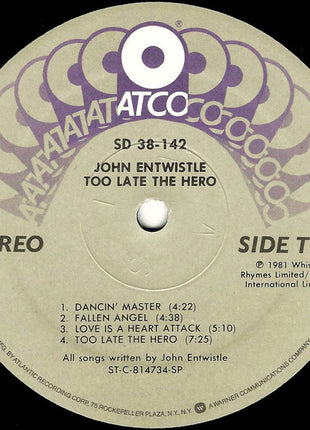 ATCO
SD 38-142
JOHN ENTWISTLE
TOO LATE THE HERO
REO
SIDE T
℗ 1981 Whis
Rhymes Limited/
International Lim
1. DANCIN' MASTER (4:22)
2. FALLEN ANGEL (4:38)
3. LOVE IS A HEART ATTACK (5:10)
4. TOO LATE THE HERO (7:25)
All songs written by John Entwistle
ST-C-814734-SP
BY ATLANTIC RECORDING CORP. 75 ROCKEFELLER PLAZA, N.Y. N.Y. W A WARNER COMMUNICATIONS COMPANY